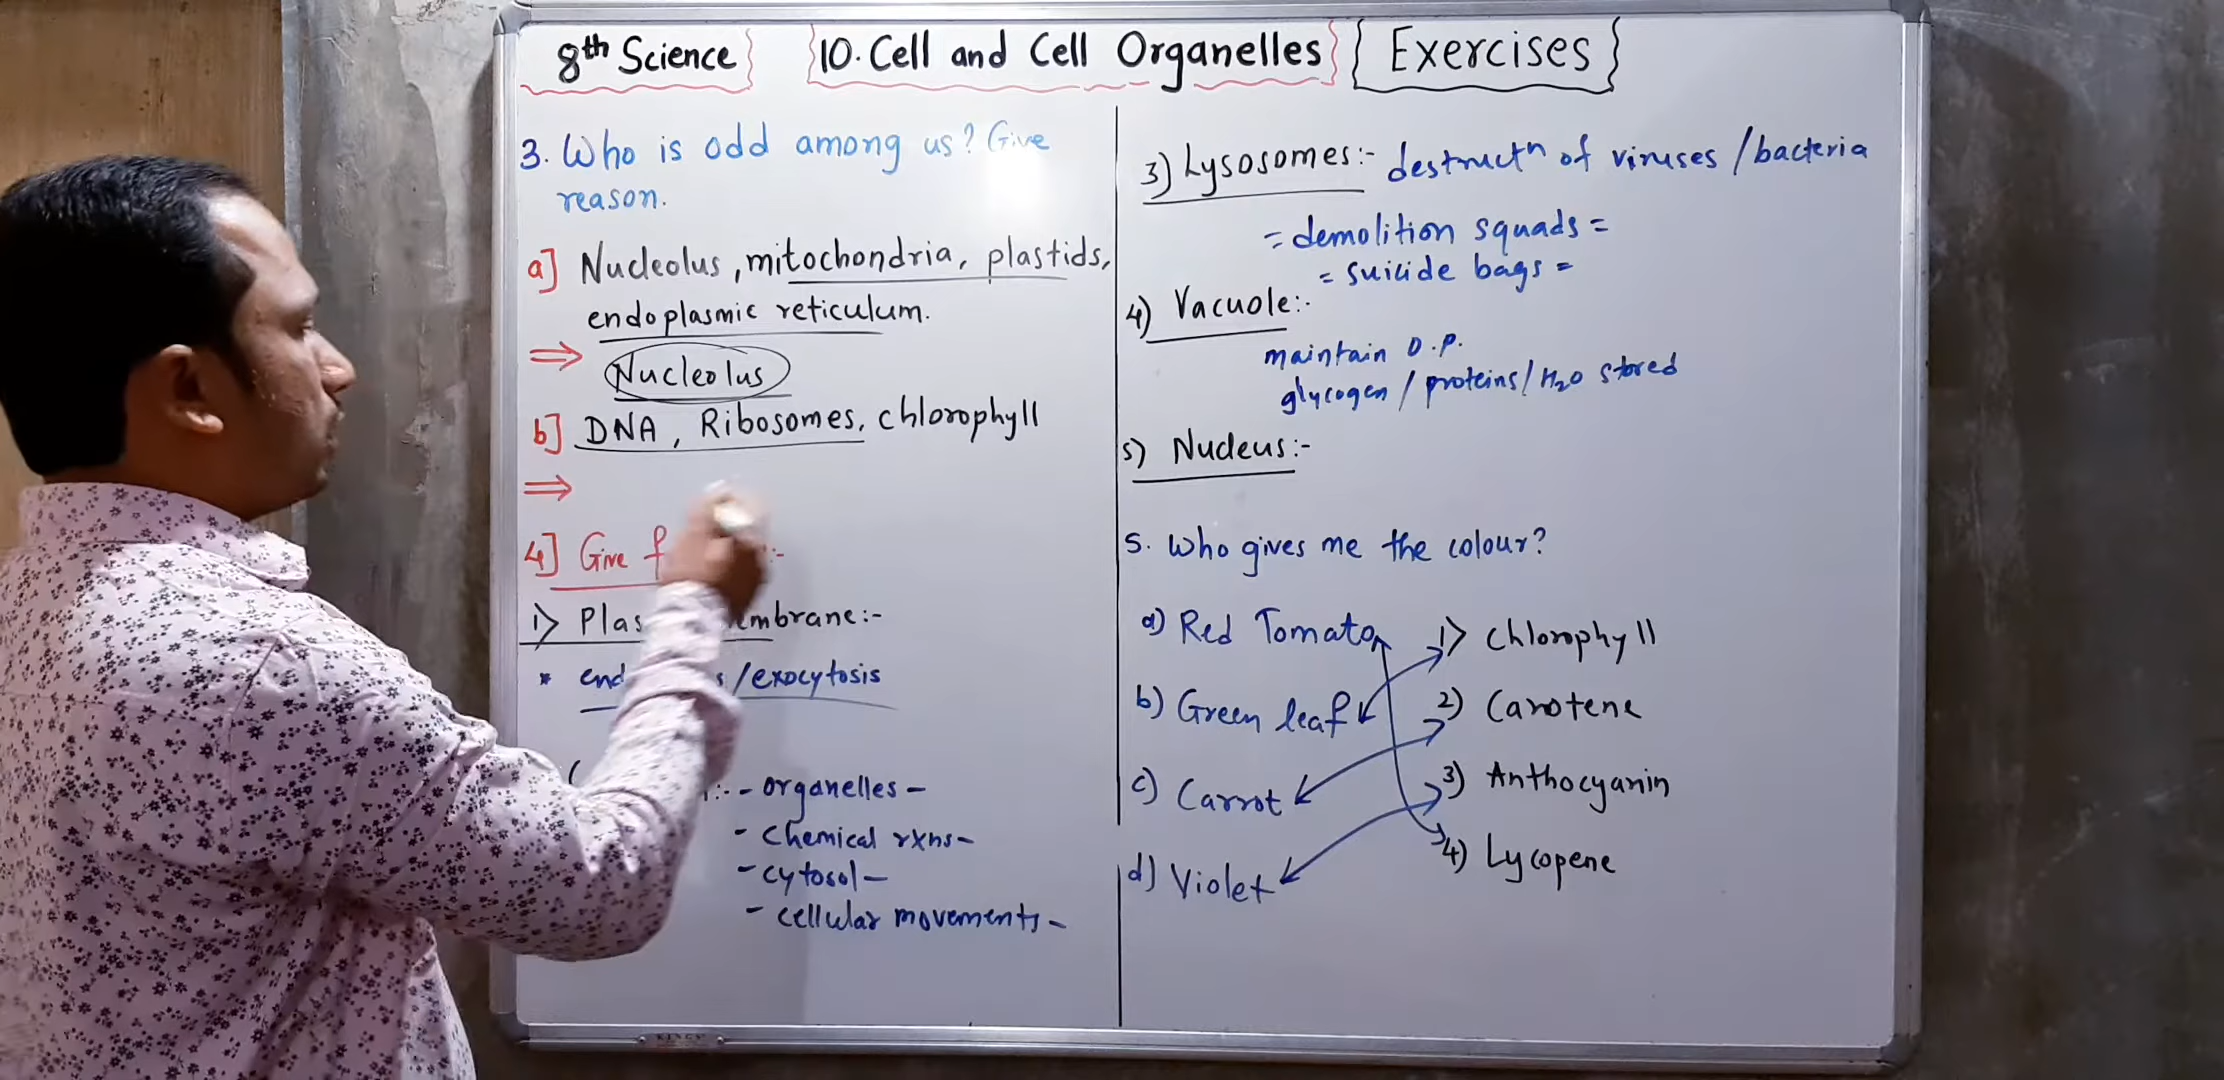 8th Science 10. Cell and Cell Organelles Exercises
3. Who is odd among us? Give
reason.
a] Nucleolus, mitochondria, plastids,
endoplasmic reticulum.
⇒ Nucleolus
b] DNA, Ribosomes, chlorophyll
⇒
4] Give
1) mbrane:-
* /exocytosis
- organelles -
- chemical rxns -
- cytosol -
- cellular movements -
3) Lysosomes:- destructⁿ of viruses / bacteria
= demolition squads =
= suicide bags =
4) Vacuole:-
maintain O.P.
glycogen / proteins / H₂O stored
5) Nucleus:-
5. Who gives me the colour?
a) Red Tomato 1) Chlorophyll
b) Green leaf 2) Carotene
c) Carrot 3) Anthocyanin
d) Violet 4) Lycopene